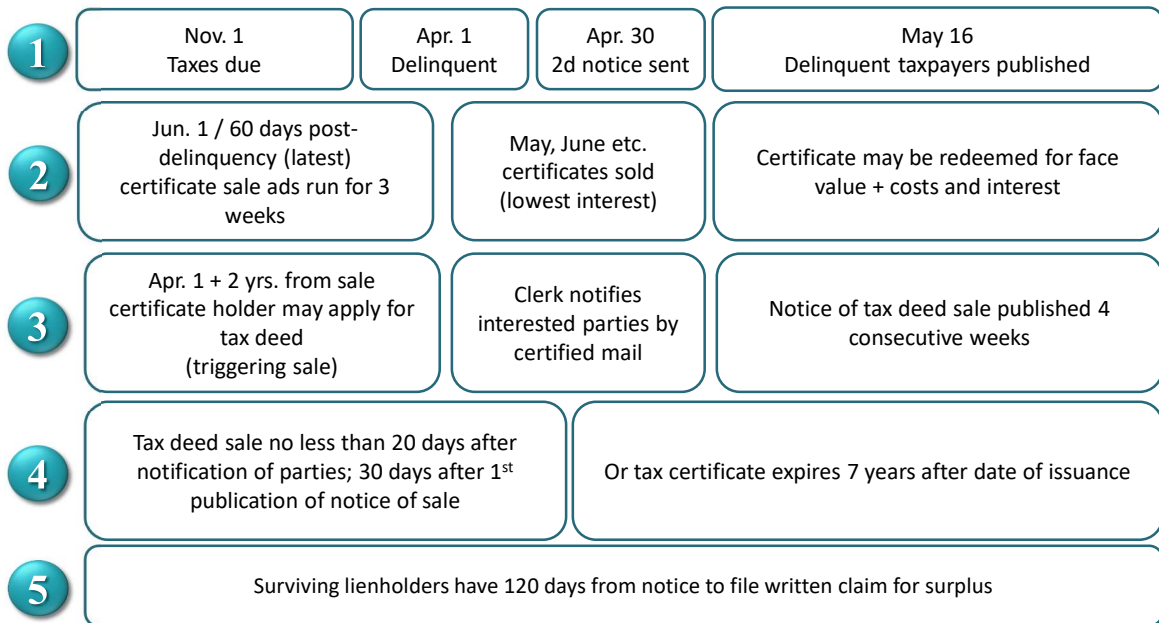 1
Nov. 1
Taxes due
Apr. 1
Delinquent
Apr. 30
2d notice sent
May 16
Delinquent taxpayers published
2
Jun. 1 / 60 days post-
delinquency (latest)
certificate sale ads run for 3
weeks
May, June etc.
certificates sold
(lowest interest)
Certificate may be redeemed for face
value + costs and interest
3
Apr. 1 + 2 yrs. from sale
certificate holder may apply for
tax deed
(triggering sale)
Clerk notifies
interested parties by
certified mail
Notice of tax deed sale published 4
consecutive weeks
4
Tax deed sale no less than 20 days after
notification of parties; 30 days after 1st
publication of notice of sale
Or tax certificate expires 7 years after date of issuance
5
Surviving lienholders have 120 days from notice to file written claim for surplus